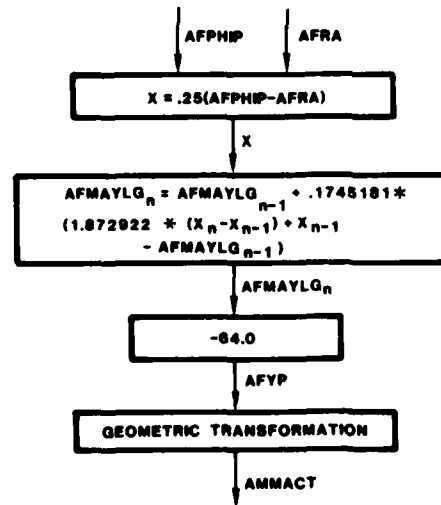 AFPHIP AFRA
X = .25(AFPHIP-AFRA)
X
AFMAYLGn = AFMAYLGn-1 + .1745181*
(1.872922 * (Xn-Xn-1) + Xn-1
- AFMAYLGn-1)
AFMAYLGn
-64.0
AFYP
GEOMETRIC TRANSFORMATION
AMMACT